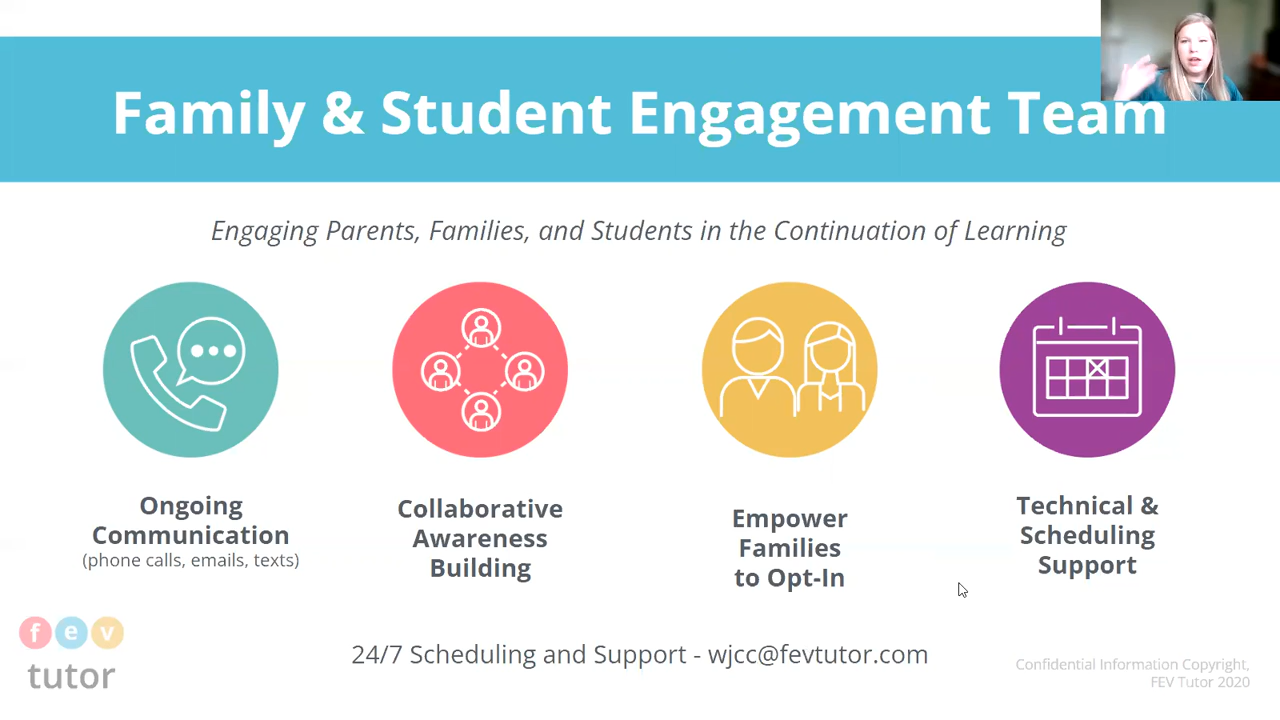 Family & Student Engagement Team
Engaging Parents, Families, and Students in the Continuation of Learning
Ongoing
Communication
(phone calls, emails, texts)
Collaborative
Awareness
Building
Empower
Families
to Opt-In
Technical &
Scheduling
Support
24/7 Scheduling and Support - wjcc@fevtutor.com
fev
tutor
Confidential Information Copyright,
FEV Tutor 2020